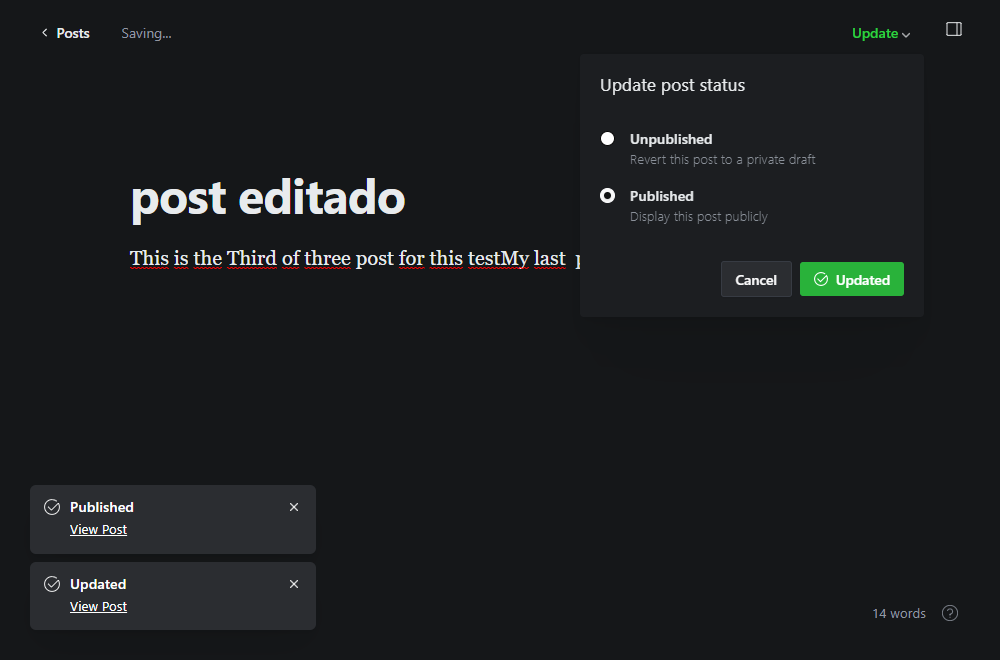 Posts
Saving...
Update
Update post status
Unpublished
Revert this post to a private draft
Published
Display this post publicly
Cancel
Updated
post editado
This is the Third of three post for this testMy last
Published
View Post
Updated
View Post
14 words
?